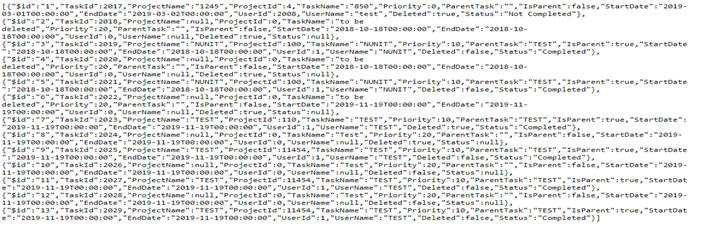 [{"$id":"1","TaskId":2017,"ProjectName":"1245","ProjectId":4,"TaskName":"850","Priority":0,"ParentTask":"","IsParent":false,"StartDate":"2019-
03-01T00:00:00","EndDate":"2019-03-02T00:00:00","UserId":2008,"UserName":"test","Deleted":true,"Status":"Not Completed"},
{"$id":"2","TaskId":2018,"ProjectName":null,"ProjectId":0,"TaskName":"to be
deleted","Priority":20,"ParentTask":"","IsParent":false,"StartDate":"2018-10-18T00:00:00","EndDate":"2018-10-
18T00:00:00","UserId":0,"UserName":null,"Deleted":true,"Status":null},
{"$id":"3","TaskId":2019,"ProjectName":"NUNIT","ProjectId":100,"TaskName":"NUNIT","Priority":10,"ParentTask":"TEST","IsParent":true,"StartDate
":"2018-10-18T00:00:00","EndDate":"2018-10-18T00:00:00","UserId":1,"UserName":"NUNIT","Deleted":true,"Status":"Completed"},
{"$id":"4","TaskId":2020,"ProjectName":null,"ProjectId":0,"TaskName":"to be
deleted","Priority":20,"ParentTask":"","IsParent":false,"StartDate":"2018-10-18T00:00:00","EndDate":"2018-10-
18T00:00:00","UserId":0,"UserName":null,"Deleted":true,"Status":null},
{"$id":"5","TaskId":2021,"ProjectName":"NUNIT","ProjectId":100,"TaskName":"NUNIT","Priority":10,"ParentTask":"TEST","IsParent":true,"StartDate
":"2018-10-18T00:00:00","EndDate":"2018-10-18T00:00:00","UserId":1,"UserName":"NUNIT","Deleted":false,"Status":"Completed"},
{"$id":"6","TaskId":2022,"ProjectName":null,"ProjectId":0,"TaskName":"to be
deleted","Priority":20,"ParentTask":"","IsParent":false,"StartDate":"2019-11-19T00:00:00","EndDate":"2019-11-
19T00:00:00","UserId":0,"UserName":null,"Deleted":true,"Status":null},
{"$id":"7","TaskId":2023,"ProjectName":"TEST","ProjectId":110,"TaskName":"TEST","Priority":10,"ParentTask":"TEST","IsParent":true,"StartDate":
"2019-11-19T00:00:00","EndDate":"2019-11-19T00:00:00","UserId":1,"UserName":"TEST","Deleted":true,"Status":"Completed"},
{"$id":"8","TaskId":2024,"ProjectName":null,"ProjectId":0,"TaskName":"Test","Priority":20,"ParentTask":"","IsParent":false,"StartDate":"2019-
11-19T00:00:00","EndDate":"2019-11-19T00:00:00","UserId":0,"UserName":null,"Deleted":true,"Status":null},
{"$id":"9","TaskId":2025,"ProjectName":"TEST","ProjectId":11454,"TaskName":"TEST","Priority":10,"ParentTask":"TEST","IsParent":true,"StartDate
":"2019-11-19T00:00:00","EndDate":"2019-11-19T00:00:00","UserId":1,"UserName":"TEST","Deleted":false,"Status":"Completed"},
{"$id":"10","TaskId":2026,"ProjectName":null,"ProjectId":0,"TaskName":"Test","Priority":20,"ParentTask":"","IsParent":false,"StartDate":"2019-
11-19T00:00:00","EndDate":"2019-11-19T00:00:00","UserId":0,"UserName":null,"Deleted":false,"Status":null},
{"$id":"11","TaskId":2027,"ProjectName":"TEST","ProjectId":11454,"TaskName":"TEST","Priority":10,"ParentTask":"TEST","IsParent":true,"StartDat
e":"2019-11-19T00:00:00","EndDate":"2019-11-19T00:00:00","UserId":1,"UserName":"TEST","Deleted":false,"Status":"Completed"},
{"$id":"12","TaskId":2028,"ProjectName":null,"ProjectId":0,"TaskName":"Test","Priority":20,"ParentTask":"","IsParent":false,"StartDate":"2019-
11-19T00:00:00","EndDate":"2019-11-19T00:00:00","UserId":0,"UserName":null,"Deleted":false,"Status":null},
{"$id":"13","TaskId":2029,"ProjectName":"TEST","ProjectId":11454,"TaskName":"TEST","Priority":10,"ParentTask":"TEST","IsParent":true,"StartDat
e":"2019-11-19T00:00:00","EndDate":"2019-11-19T00:00:00","UserId":1,"UserName":"TEST","Deleted":false,"Status":"Completed"}]